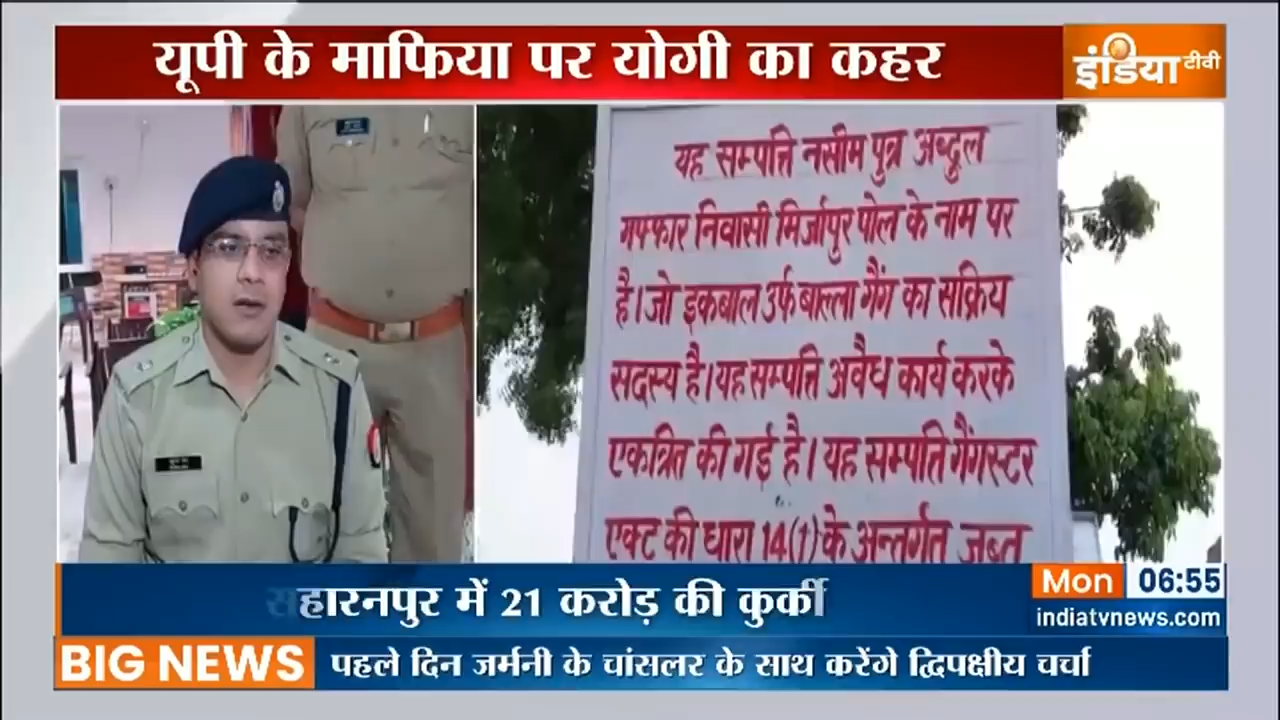 यूपी के माफिया पर योगी का कहर
इंडिया टीवी
यह सम्पत्ति नसीम पुत्र अब्दुल
गफ्फार निवासी मिर्जापुर पोल के नाम पर
है। जो इकबाल उर्फ बाल्ला गैंग का सक्रिय
सदस्य है। यह सम्पत्ति अवैध कार्य करके
एकत्रित की गई है। यह सम्पति गैंगस्टर
एक्ट की धारा 14(1) के अन्तर्गत जब्त
सहारनपुर में 21 करोड़ की कुर्की
Mon 06:55
indiatvnews.com
BIG NEWS
पहले दिन जर्मनी के चांसलर के साथ करेंगे द्विपक्षीय चर्चा